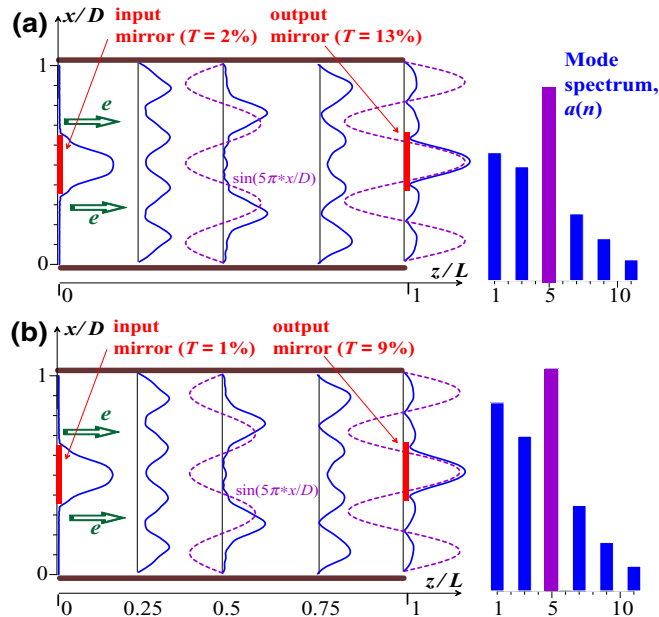 (a)
x/D
input
mirror (T = 2%)
output
mirror (T = 13%)
Mode
spectrum,
a(n)
1
e
sin(5π*x/D)
e
0
z/L
0
1
1
5
10
(b)
x/D
input
mirror (T = 1%)
output
mirror (T = 9%)
1
e
sin(5π*x/D)
e
0
z/L
0
0.25
0.5
0.75
1
1
5
10